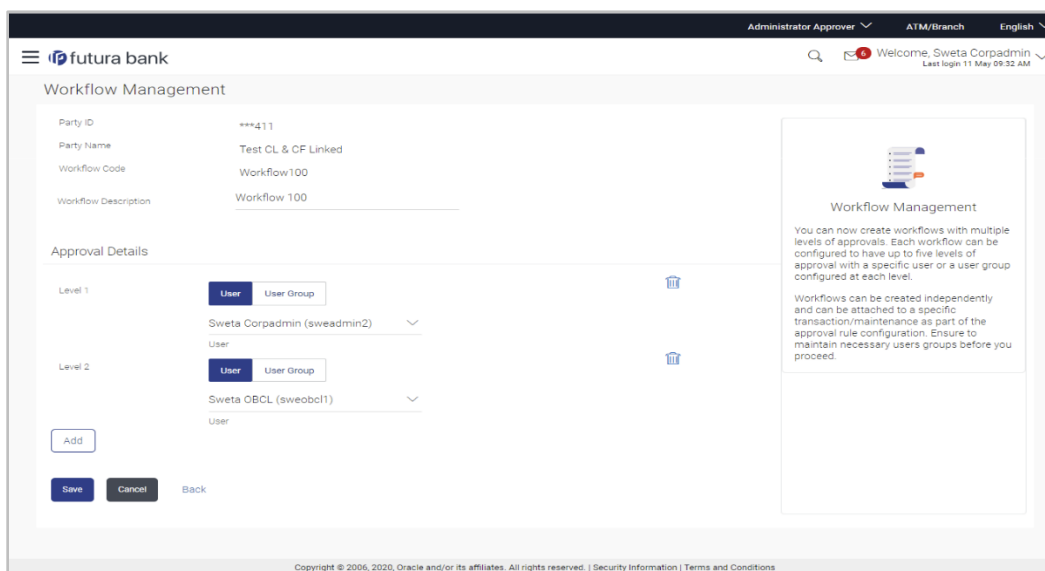 Administrator Approver ATM/Branch English
futura bank
6 Welcome, Sweta Corpadmin
Last login 11 May 09:32 AM
Workflow Management
Party ID ***411
Party Name Test CL & CF Linked
Workflow Code Workflow100
Workflow Description Workflow 100
Approval Details
Level 1 User User Group
Sweta Corpadmin (sweadmin2)
User
Level 2 User User Group
Sweta OBCL (sweobcl1)
User
Add
Save Cancel Back
Workflow Management
You can now create workflows with multiple
levels of approvals. Each workflow can be
configured to have up to five levels of
approval with a specific user or a user group
configured at each level.
Workflows can be created independently
and can be attached to a specific
transaction/maintenance as part of the
approval rule configuration. Ensure to
maintain necessary users groups before you
proceed.
Copyright © 2006, 2020, Oracle and/or its affiliates. All rights reserved. | Security Information | Terms and Conditions